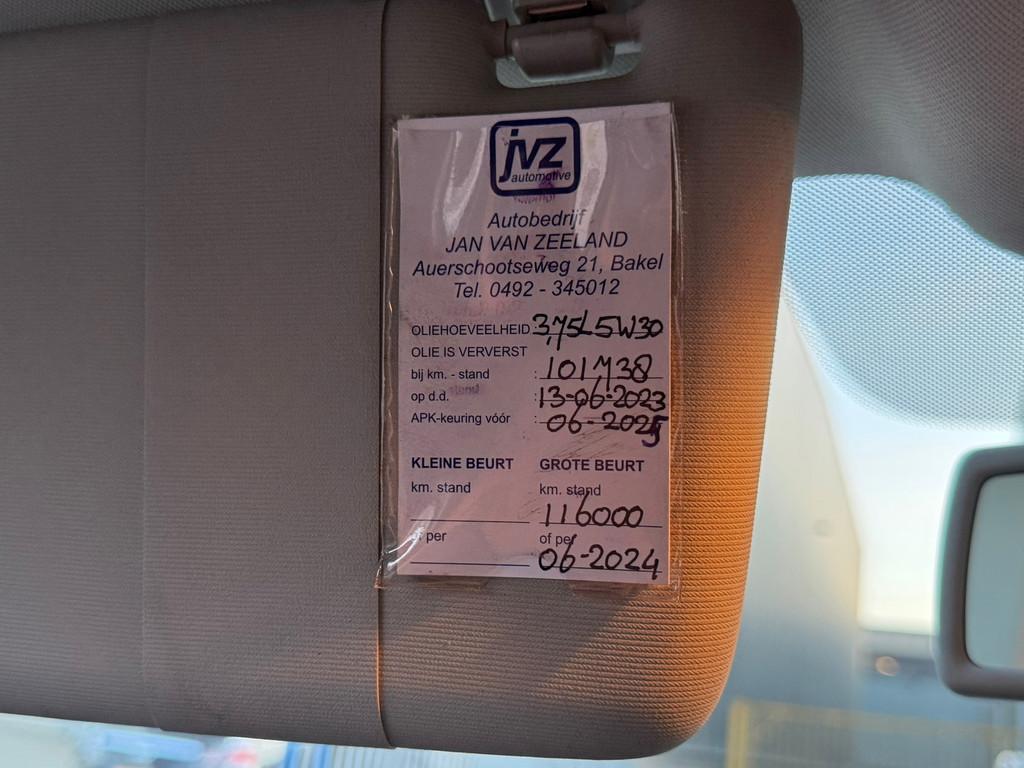 jvz
automotive
Autobedrijf
JAN VAN ZEELAND
Auerschootseweg 21, Bakel
Tel. 0492 - 345012
OLIEHOEVEELHEID : 3,75L 5W30
OLIE IS VERVERST
bij km. - stand : 101738
op d.d. : 13-06-2023
APK-keuring vóór : 06-2025
KLEINE BEURT GROTE BEURT
km. stand km. stand
116000
of per of per
06-2024